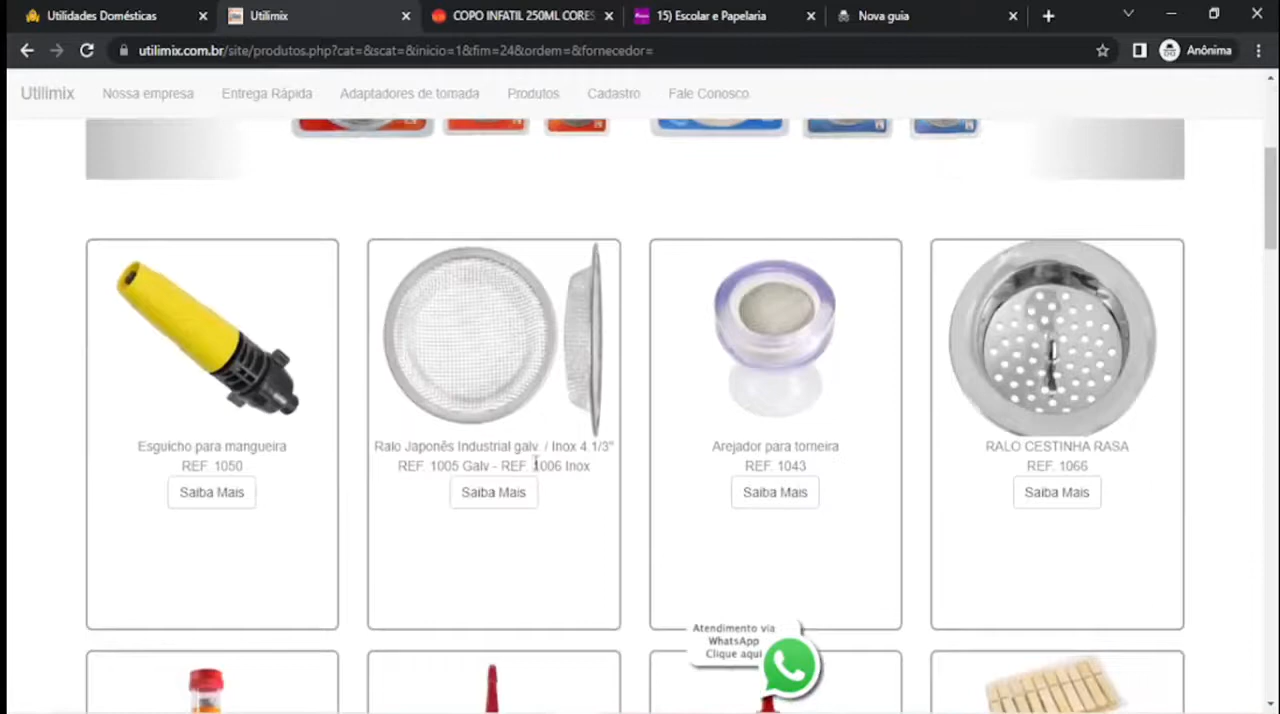 Utilidades Domésticas
Utilimix
COPO INFATIL 250ML CORES
15) Escolar e Papelaria
Nova guia
utilimix.com.br/site/produtos.php?cat=&scat=&inicio=1&fim=24&ordem=&fornecedor=
Anônima
Utilimix
Nossa empresa
Entrega Rápida
Adaptadores de tomada
Produtos
Cadastro
Fale Conosco
Esguicho para mangueira
REF. 1050
Saiba Mais
Ralo Japonês Industrial galv. / Inox 4 1/3"
REF. 1005 Galv - REF. 1006 Inox
Saiba Mais
Arejador para torneira
REF. 1043
Saiba Mais
RALO CESTINHA RASA
REF. 1066
Saiba Mais
Atendimento via
WhatsApp
Clique aqui